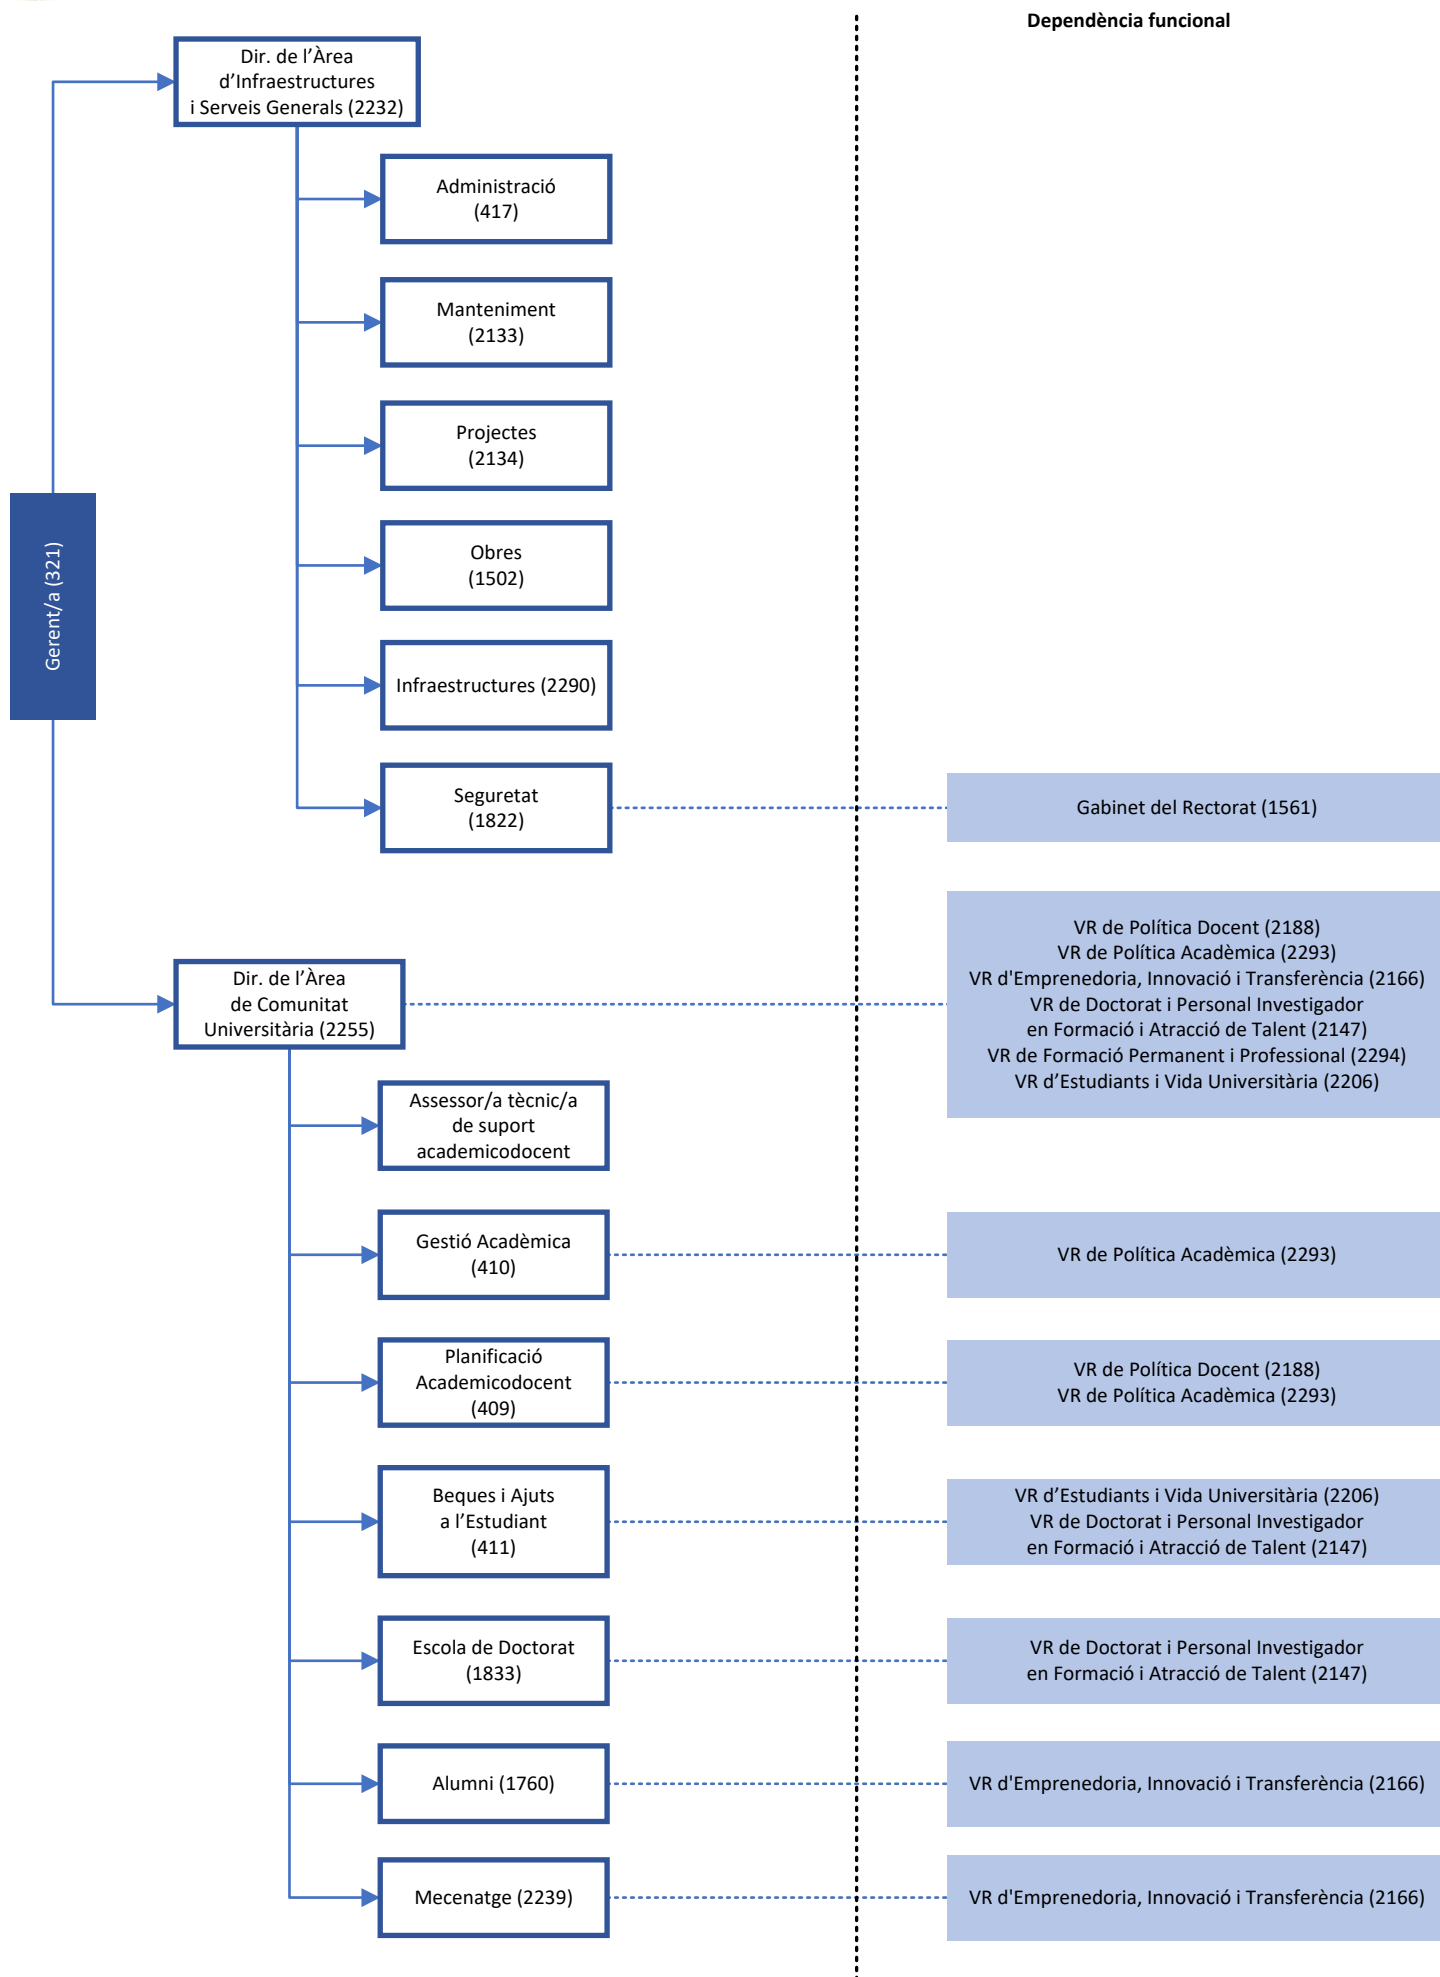 Dependència funcional
Dir. de l’Àrea
d’Infraestructures
i Serveis Generals (2232)
Administració
(417)
Manteniment
(2133)
Projectes
(2134)
Obres
(1502)
Gerent/a (321)
Infraestructures (2290)
Seguretat
(1822)
Gabinet del Rectorat (1561)
Dir. de l’Àrea
de Comunitat
Universitària (2255)
VR de Política Docent (2188)
VR de Política Acadèmica (2293)
VR d'Emprenedoria, Innovació i Transferència (2166)
VR de Doctorat i Personal Investigador
en Formació i Atracció de Talent (2147)
VR de Formació Permanent i Professional (2294)
VR d’Estudiants i Vida Universitària (2206)
Assessor/a tècnic/a
de suport
academicodocent
Gestió Acadèmica
(410)
VR de Política Acadèmica (2293)
Planificació
Academicodocent
(409)
VR de Política Docent (2188)
VR de Política Acadèmica (2293)
Beques i Ajuts
a l’Estudiant
(411)
VR d’Estudiants i Vida Universitària (2206)
VR de Doctorat i Personal Investigador
en Formació i Atracció de Talent (2147)
Escola de Doctorat
(1833)
VR de Doctorat i Personal Investigador
en Formació i Atracció de Talent (2147)
Alumni (1760)
VR d'Emprenedoria, Innovació i Transferència (2166)
Mecenatge (2239)
VR d'Emprenedoria, Innovació i Transferència (2166)